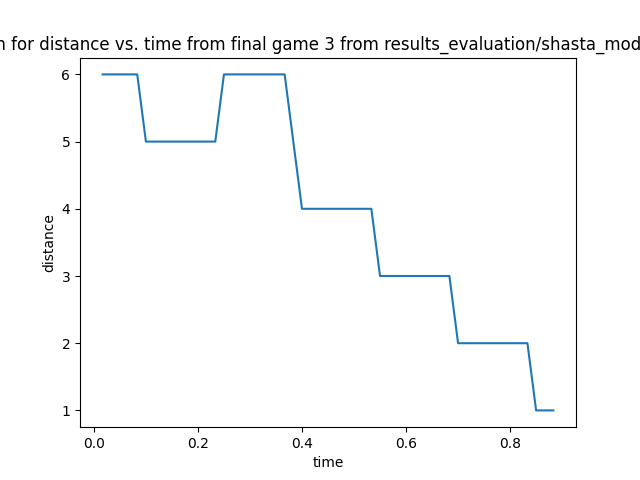 for distance vs. time from final game 3 from results_evaluation/shasta_mod
6
5
4
3
2
1
distance
0.0 0.2 0.4 0.6 0.8
time